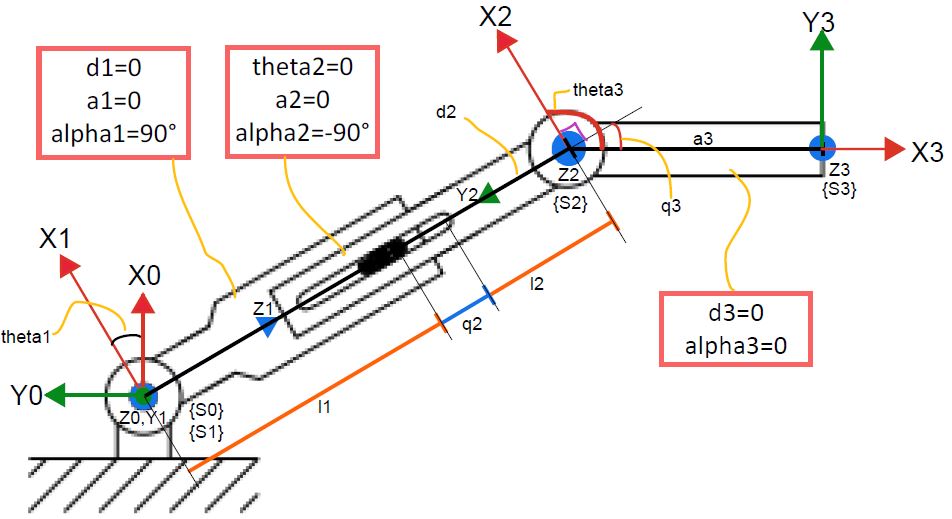 X2
Y3
d1=0
a1=0
alpha1=90°
theta2=0
a2=0
alpha2=-90°
theta3
d2
a3
X3
Z2
Z3
{S3}
Y2
{S2}
q3
X1
X0
Z1
l2
q2
theta1
d3=0
alpha3=0
Y0
Z0,Y1
{S0}
{S1}
l1